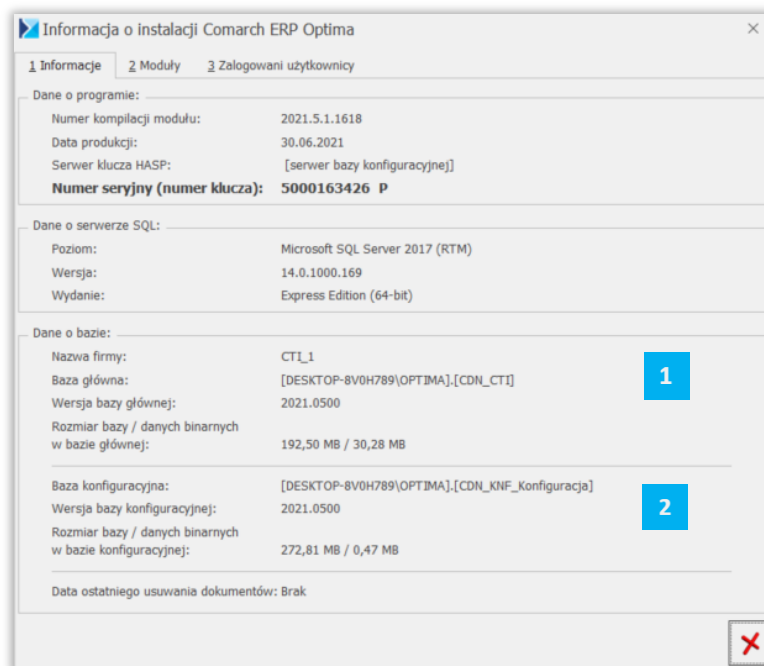 Informacja o instalacji Comarch ERP Optima
1 Informacje 2 Moduły 3 Zalogowani użytkownicy
Dane o programie:
Numer kompilacji modułu: 2021.5.1.1618
Data produkcji: 30.06.2021
Serwer klucza HASP: [serwer bazy konfiguracyjnej]
Numer seryjny (numer klucza): 5000163426 P
Dane o serwerze SQL:
Poziom: Microsoft SQL Server 2017 (RTM)
Wersja: 14.0.1000.169
Wydanie: Express Edition (64-bit)
Dane o bazie:
Nazwa firmy: CTI_1
Baza główna: [DESKTOP-8V0H789\OPTIMA].[CDN_CTI]
1
Wersja bazy głównej: 2021.0500
Rozmiar bazy / danych binarnych
w bazie głównej: 192,50 MB / 30,28 MB
Baza konfiguracyjna: [DESKTOP-8V0H789\OPTIMA].[CDN_KNF_Konfiguracja]
2
Wersja bazy konfiguracyjnej: 2021.0500
Rozmiar bazy / danych binarnych
w bazie konfiguracyjnej: 272,81 MB / 0,47 MB
Data ostatniego usuwania dokumentów: Brak